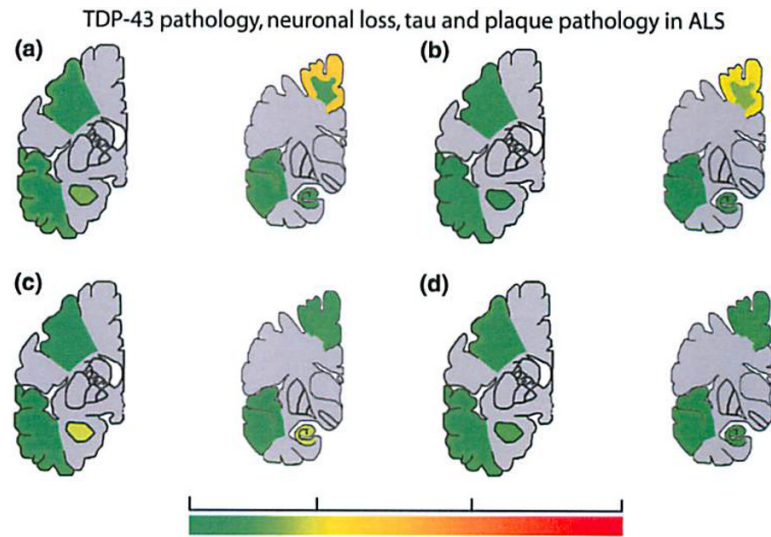 TDP-43 pathology, neuronal loss, tau and plaque pathology in ALS
(a)
(b)
(c)
(d)